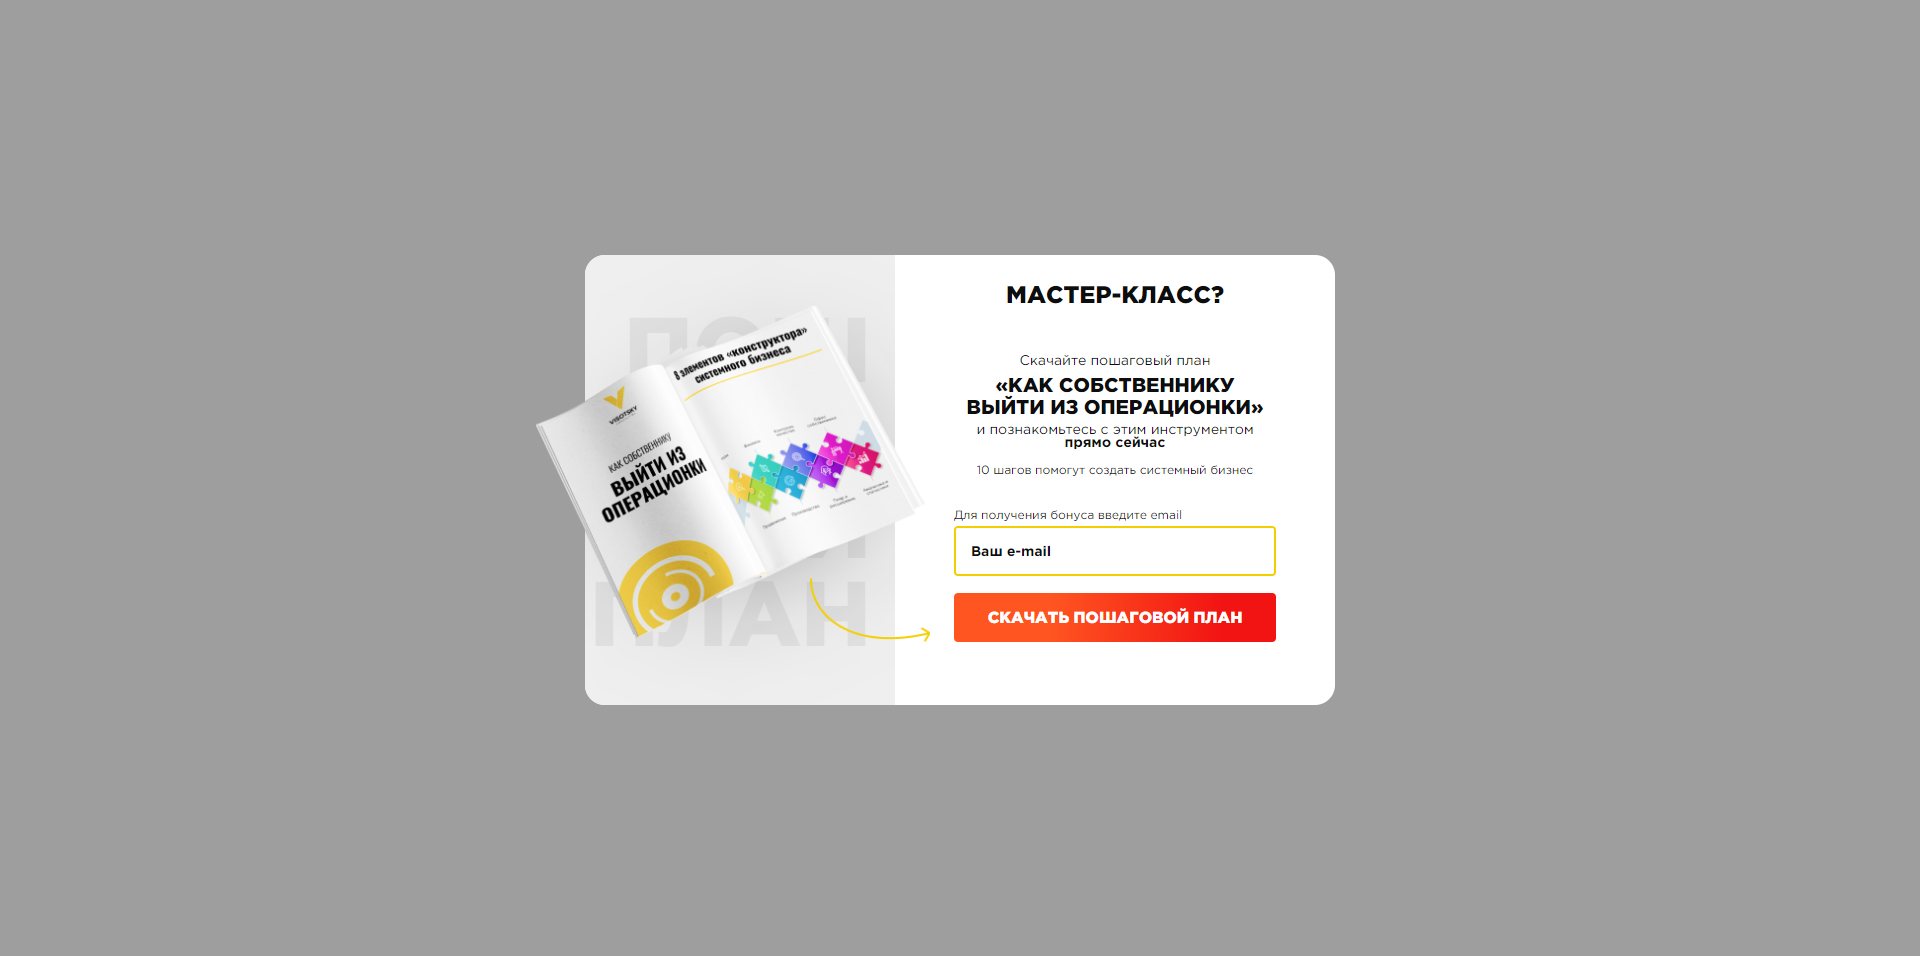 МАСТЕР-КЛАСС?
Скачайте пошаговый план
«КАК СОБСТВЕННИКУ
ВЫЙТИ ИЗ ОПЕРАЦИОНКИ»
и познакомьтесь с этим инструментом
прямо сейчас
10 шагов помогут создать системный бизнес
Для получения бонуса введите email
Ваш e-mail
СКАЧАТЬ ПОШАГОВОЙ ПЛАН
VISOTSKY
КАК СОБСТВЕННИКУ
ВЫЙТИ ИЗ
ОПЕРАЦИОНКИ
8 элементов «конструктора»
системного бизнеса
ПЛАН